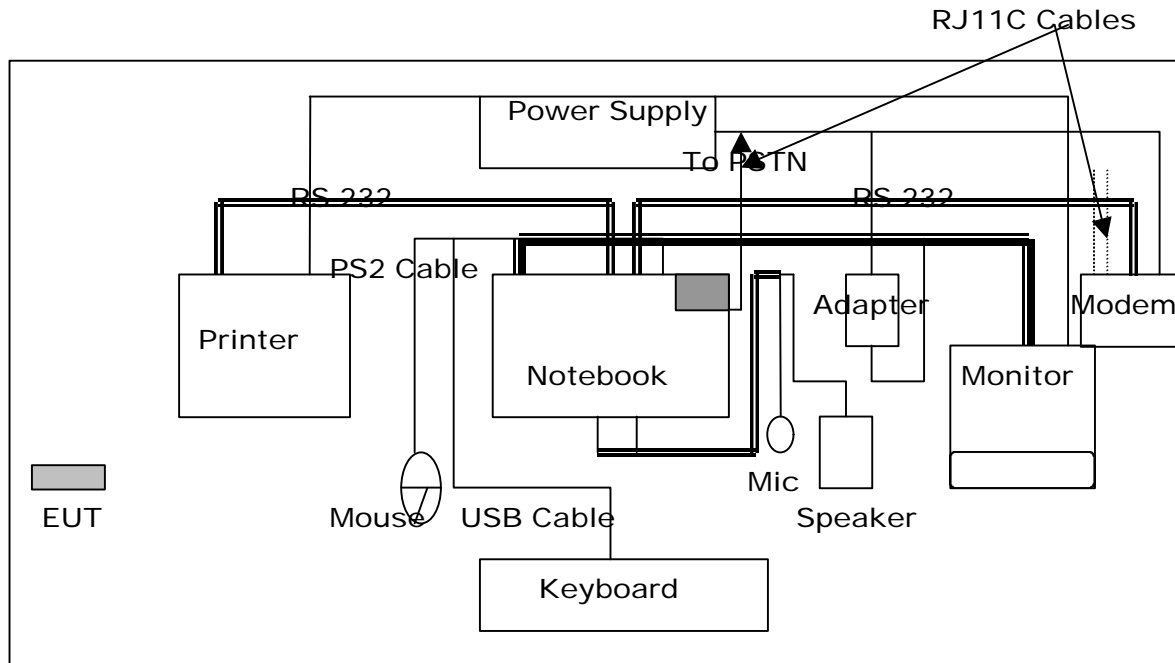 RJ11C Cables
Power Supply
To PSTN
RS-232
RS-232
PS2 Cable
Adapter
Modem
Printer
Notebook
Monitor
Mic
EUT
Mouse
USB Cable
Speaker
Keyboard